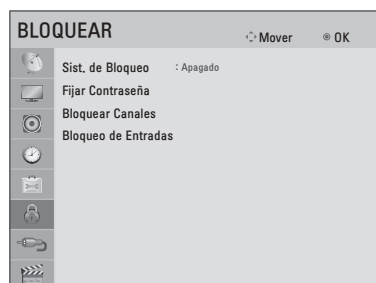 BLOQUEAR Mover OK
Sist. de Bloqueo : Apagado
Fijar Contraseña
Bloquear Canales
Bloqueo de Entradas